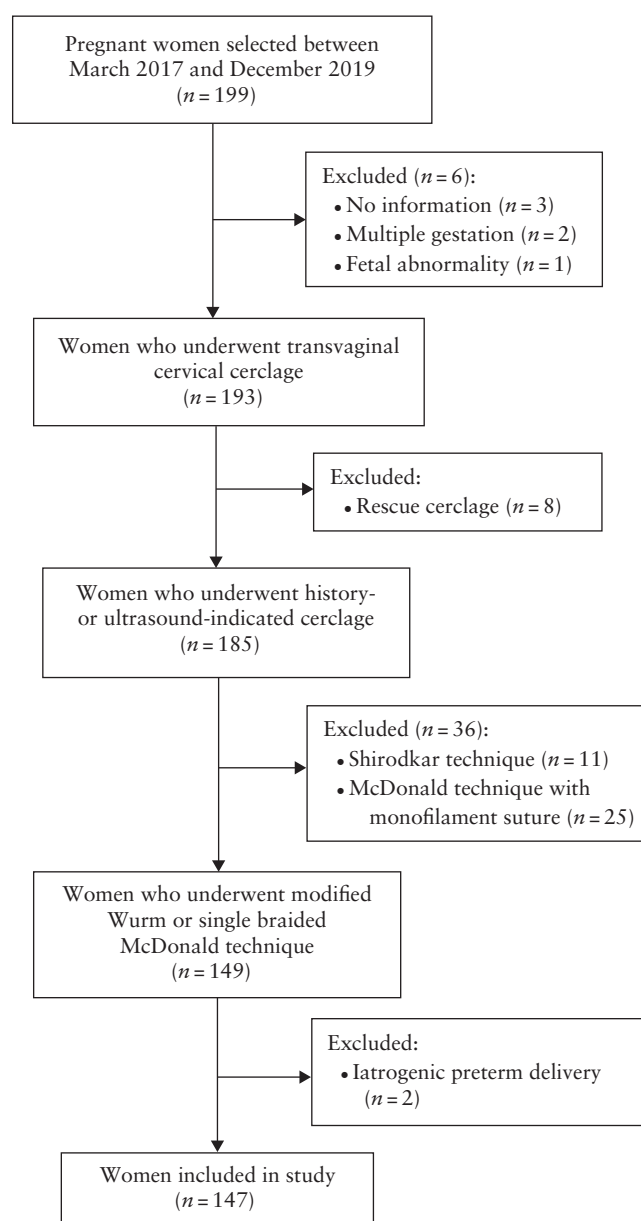 Pregnant women selected between
March 2017 and December 2019
(n = 199)
Excluded (n = 6):
• No information (n = 3)
• Multiple gestation (n = 2)
• Fetal abnormality (n = 1)
Women who underwent transvaginal
cervical cerclage
(n = 193)
Excluded:
• Rescue cerclage (n = 8)
Women who underwent history-
or ultrasound-indicated cerclage
(n = 185)
Excluded (n = 36):
• Shirodkar technique (n = 11)
• McDonald technique with
monofilament suture (n = 25)
Women who underwent modified
Wurm or single braided
McDonald technique
(n = 149)
Excluded:
• Iatrogenic preterm delivery
(n = 2)
Women included in study
(n = 147)